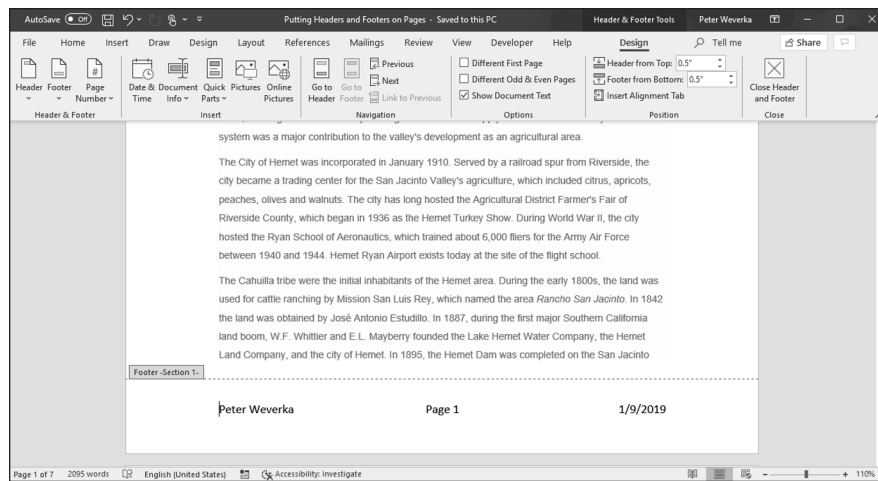 AutoSave Off Putting Headers and Footers on Pages - Saved to this PC Header & Footer Tools Peter Weverka
File Home Insert Draw Design Layout References Mailings Review View Developer Help Design Tell me Share
Header Footer Page Number
Header & Footer
Date & Time Document Info Quick Parts Pictures Online Pictures
Insert
Go to Header Go to Footer Previous Next Link to Previous
Navigation
Different First Page
Different Odd & Even Pages
Show Document Text
Options
Header from Top: 0.5"
Footer from Bottom: 0.5"
Insert Alignment Tab
Position
Close Header and Footer
Close
system was a major contribution to the valley's development as an agricultural area.
The City of Hemet was incorporated in January 1910. Served by a railroad spur from Riverside, the
city became a trading center for the San Jacinto Valley's agriculture, which included citrus, apricots,
peaches, olives and walnuts. The city has long hosted the Agricultural District Farmer's Fair of
Riverside County, which began in 1936 as the Hemet Turkey Show. During World War II, the city
hosted the Ryan School of Aeronautics, which trained about 6,000 fliers for the Army Air Force
between 1940 and 1944. Hemet Ryan Airport exists today at the site of the flight school.
The Cahuilla tribe were the initial inhabitants of the Hemet area. During the early 1800s, the land was
used for cattle ranching by Mission San Luis Rey, which named the area Rancho San Jacinto. In 1842
the land was obtained by José Antonio Estudillo. In 1887, during the first major Southern California
land boom, W.F. Whittier and E.L. Mayberry founded the Lake Hemet Water Company, the Hemet
Land Company, and the city of Hemet. In 1895, the Hemet Dam was completed on the San Jacinto
Footer -Section 1-
Peter Weverka Page 1 1/9/2019
Page 1 of 7 2095 words English (United States) Accessibility: Investigate 110%